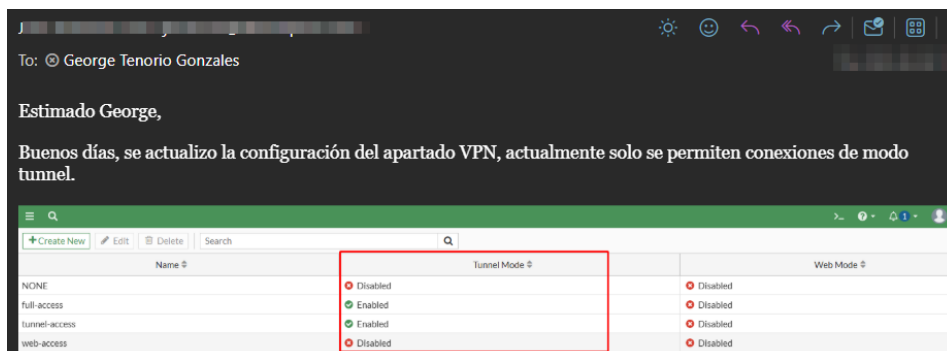 To: George Tenorio Gonzales
Estimado George,
Buenos días, se actualizo la configuración del apartado VPN, actualmente solo se permiten conexiones de modo
tunnel.
1
Create New Edit Delete Search
Name Tunnel Mode Web Mode
NONE Disabled Disabled
full-access Enabled Disabled
tunnel-access Enabled Disabled
web-access Disabled Disabled